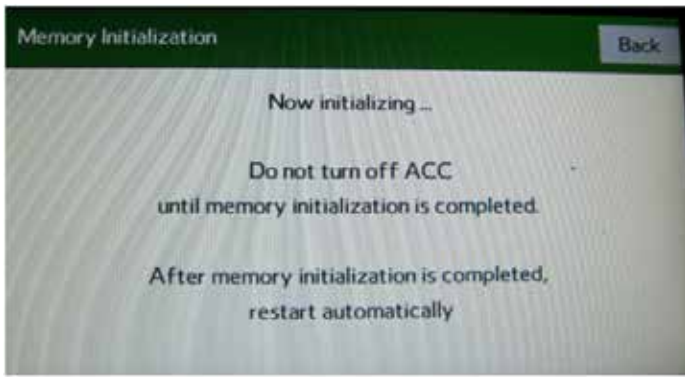 Memory Initialization
Back
Now initializing ...
Do not turn off ACC
until memory initialization is completed.
After memory initialization is completed,
restart automatically